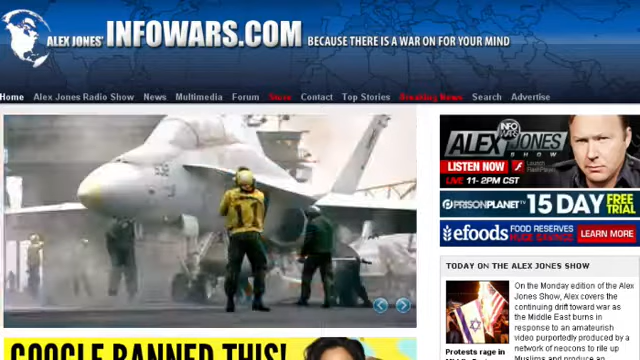 ALEX JONES' INFOWARS.COM BECAUSE THERE IS A WAR ON FOR YOUR MIND
Home Alex Jones Radio Show News Multimedia Forum Store Contact Top Stories Breaking News Search Advertise
11
INFO WARS
ALEX JONES
SHOW
LISTEN NOW
LIVE 11-2PM CST
PRISONPLANET TV 15 DAY FREE TRIAL
efoods FOOD RESERVES HUGE SAVINGS LEARN MORE
TODAY ON THE ALEX JONES SHOW
On the Monday edition of the Alex
Jones Show, Alex covers the
continuing drift toward war as
the Middle East burns in
response to an amateurish
video purportedly produced by a
network of neocons to rile up
Muslims and produce an
Protests rage in
GOOGLE BANNED THIS!